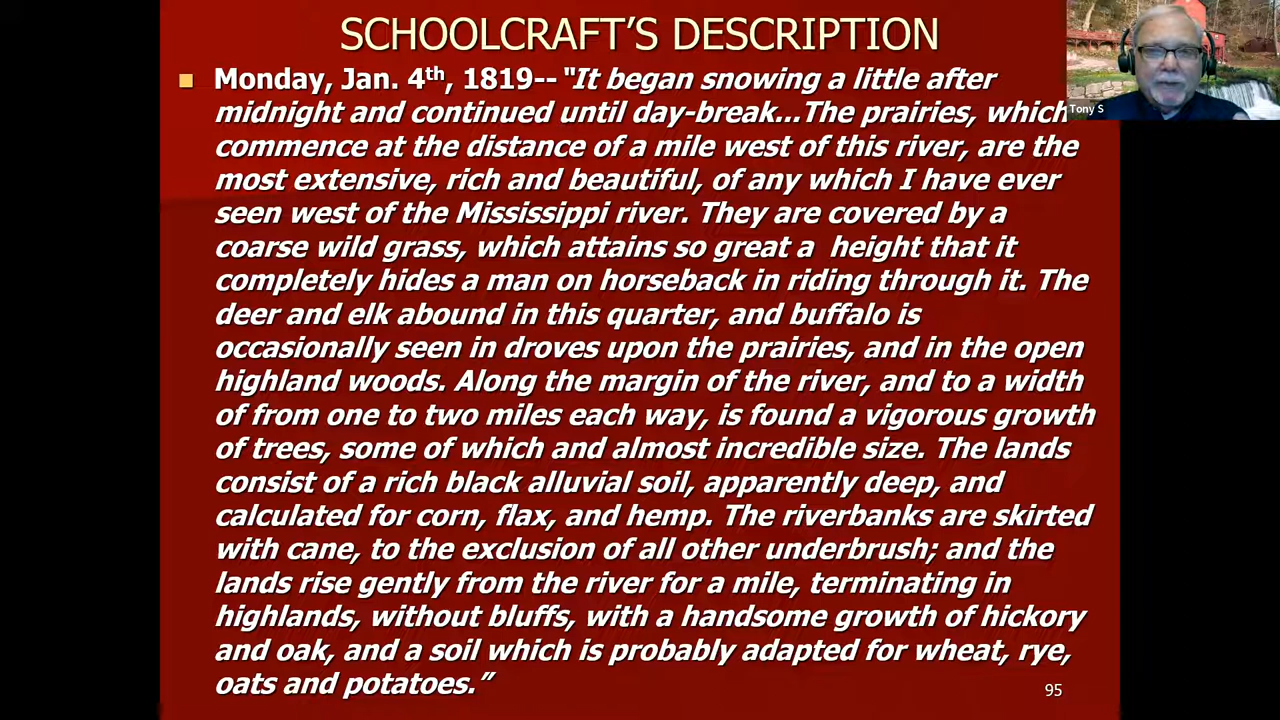 SCHOOLCRAFT'S DESCRIPTION
Monday, Jan. 4th, 1819-- "It began snowing a little after
midnight and continued until day-break...The prairies, which
commence at the distance of a mile west of this river, are the
most extensive, rich and beautiful, of any which I have ever
seen west of the Mississippi river. They are covered by a
coarse wild grass, which attains so great a height that it
completely hides a man on horseback in riding through it. The
deer and elk abound in this quarter, and buffalo is
occasionally seen in droves upon the prairies, and in the open
highland woods. Along the margin of the river, and to a width
of from one to two miles each way, is found a vigorous growth
of trees, some of which and almost incredible size. The lands
consist of a rich black alluvial soil, apparently deep, and
calculated for corn, flax, and hemp. The riverbanks are skirted
with cane, to the exclusion of all other underbrush; and the
lands rise gently from the river for a mile, terminating in
highlands, without bluffs, with a handsome growth of hickory
and oak, and a soil which is probably adapted for wheat, rye,
oats and potatoes."
95
Tony S